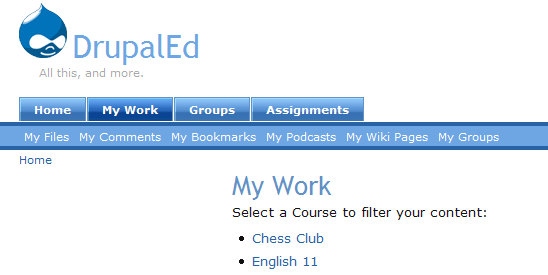 DrupalEd
All this, and more.
Home My Work Groups Assignments
My Files My Comments My Bookmarks My Podcasts My Wiki Pages My Groups
Home
My Work
Select a Course to filter your content:
Chess Club
English 11